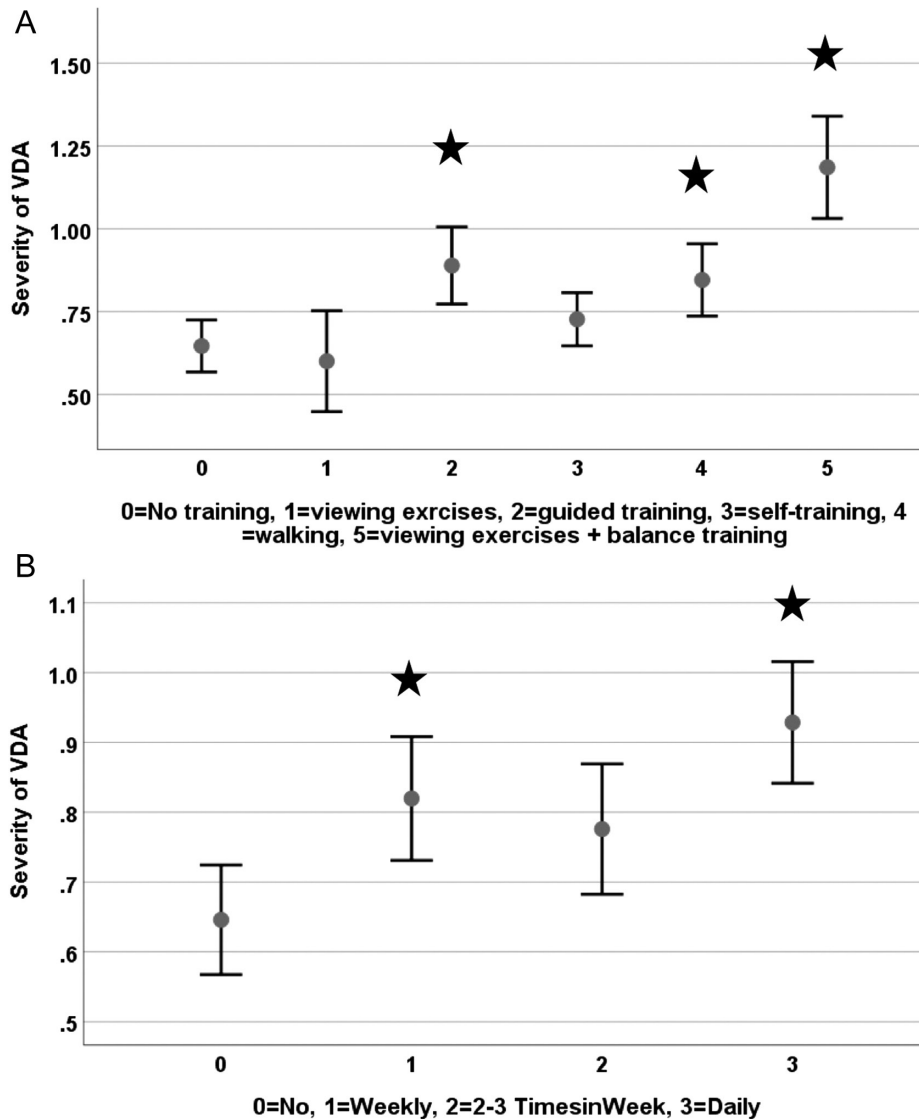 A
1.50
1.25
1.00
.75
.50
Severity of VDA
0 1 2 3 4 5
0=No training, 1=viewing exrcises, 2=guided training, 3=self-training, 4
=walking, 5=viewing exercises + balance training
B
1.1
1.0
.9
.8
.7
.6
.5
Severity of VDA
0 1 2 3
0=No, 1=Weekly, 2=2-3 TimesinWeek, 3=Daily